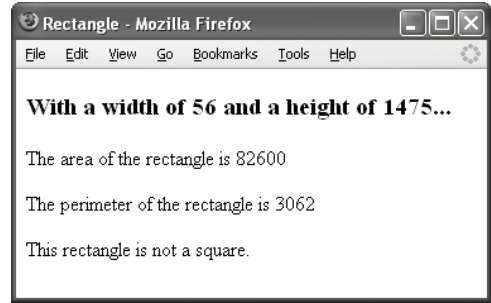 Rectangle - Mozilla Firefox
File Edit View Go Bookmarks Tools Help
With a width of 56 and a height of 1475...
The area of the rectangle is 82600
The perimeter of the rectangle is 3062
This rectangle is not a square.